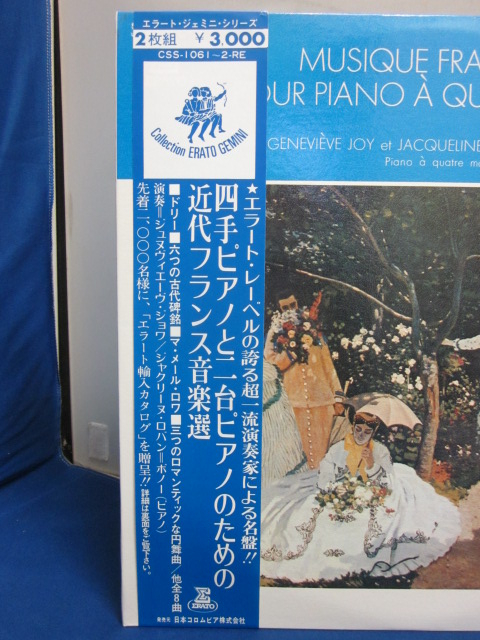 エラート・ジェミニ・シリーズ
2枚組 ¥3,000
CSS-1061~2-RE
Collection ERATO GEMINI
★エラート・レーベルの誇る超一流演奏家による名盤!!
四手ピアノと二台ピアノのための
近代フランス音楽選
■ドリー■六つの古代碑銘■マ・メール・ロワ■三つのロマンティックな円舞曲/他全8曲
演奏=ジュヌヴィエーヴ・ジョワ/ジャクリーヌ・ロバン=ボノー(ピアノ)
先着一、〇〇〇名様に、「エラート輸入カタログ」を贈呈!!詳細は裏面をご覧下さい。
ERATO
発売元 日本コロムビア株式会社
MUSIQUE FRA
OUR PIANO À QU
GENEVIÈVE JOY et JACQUELINE
Piano à quatre m